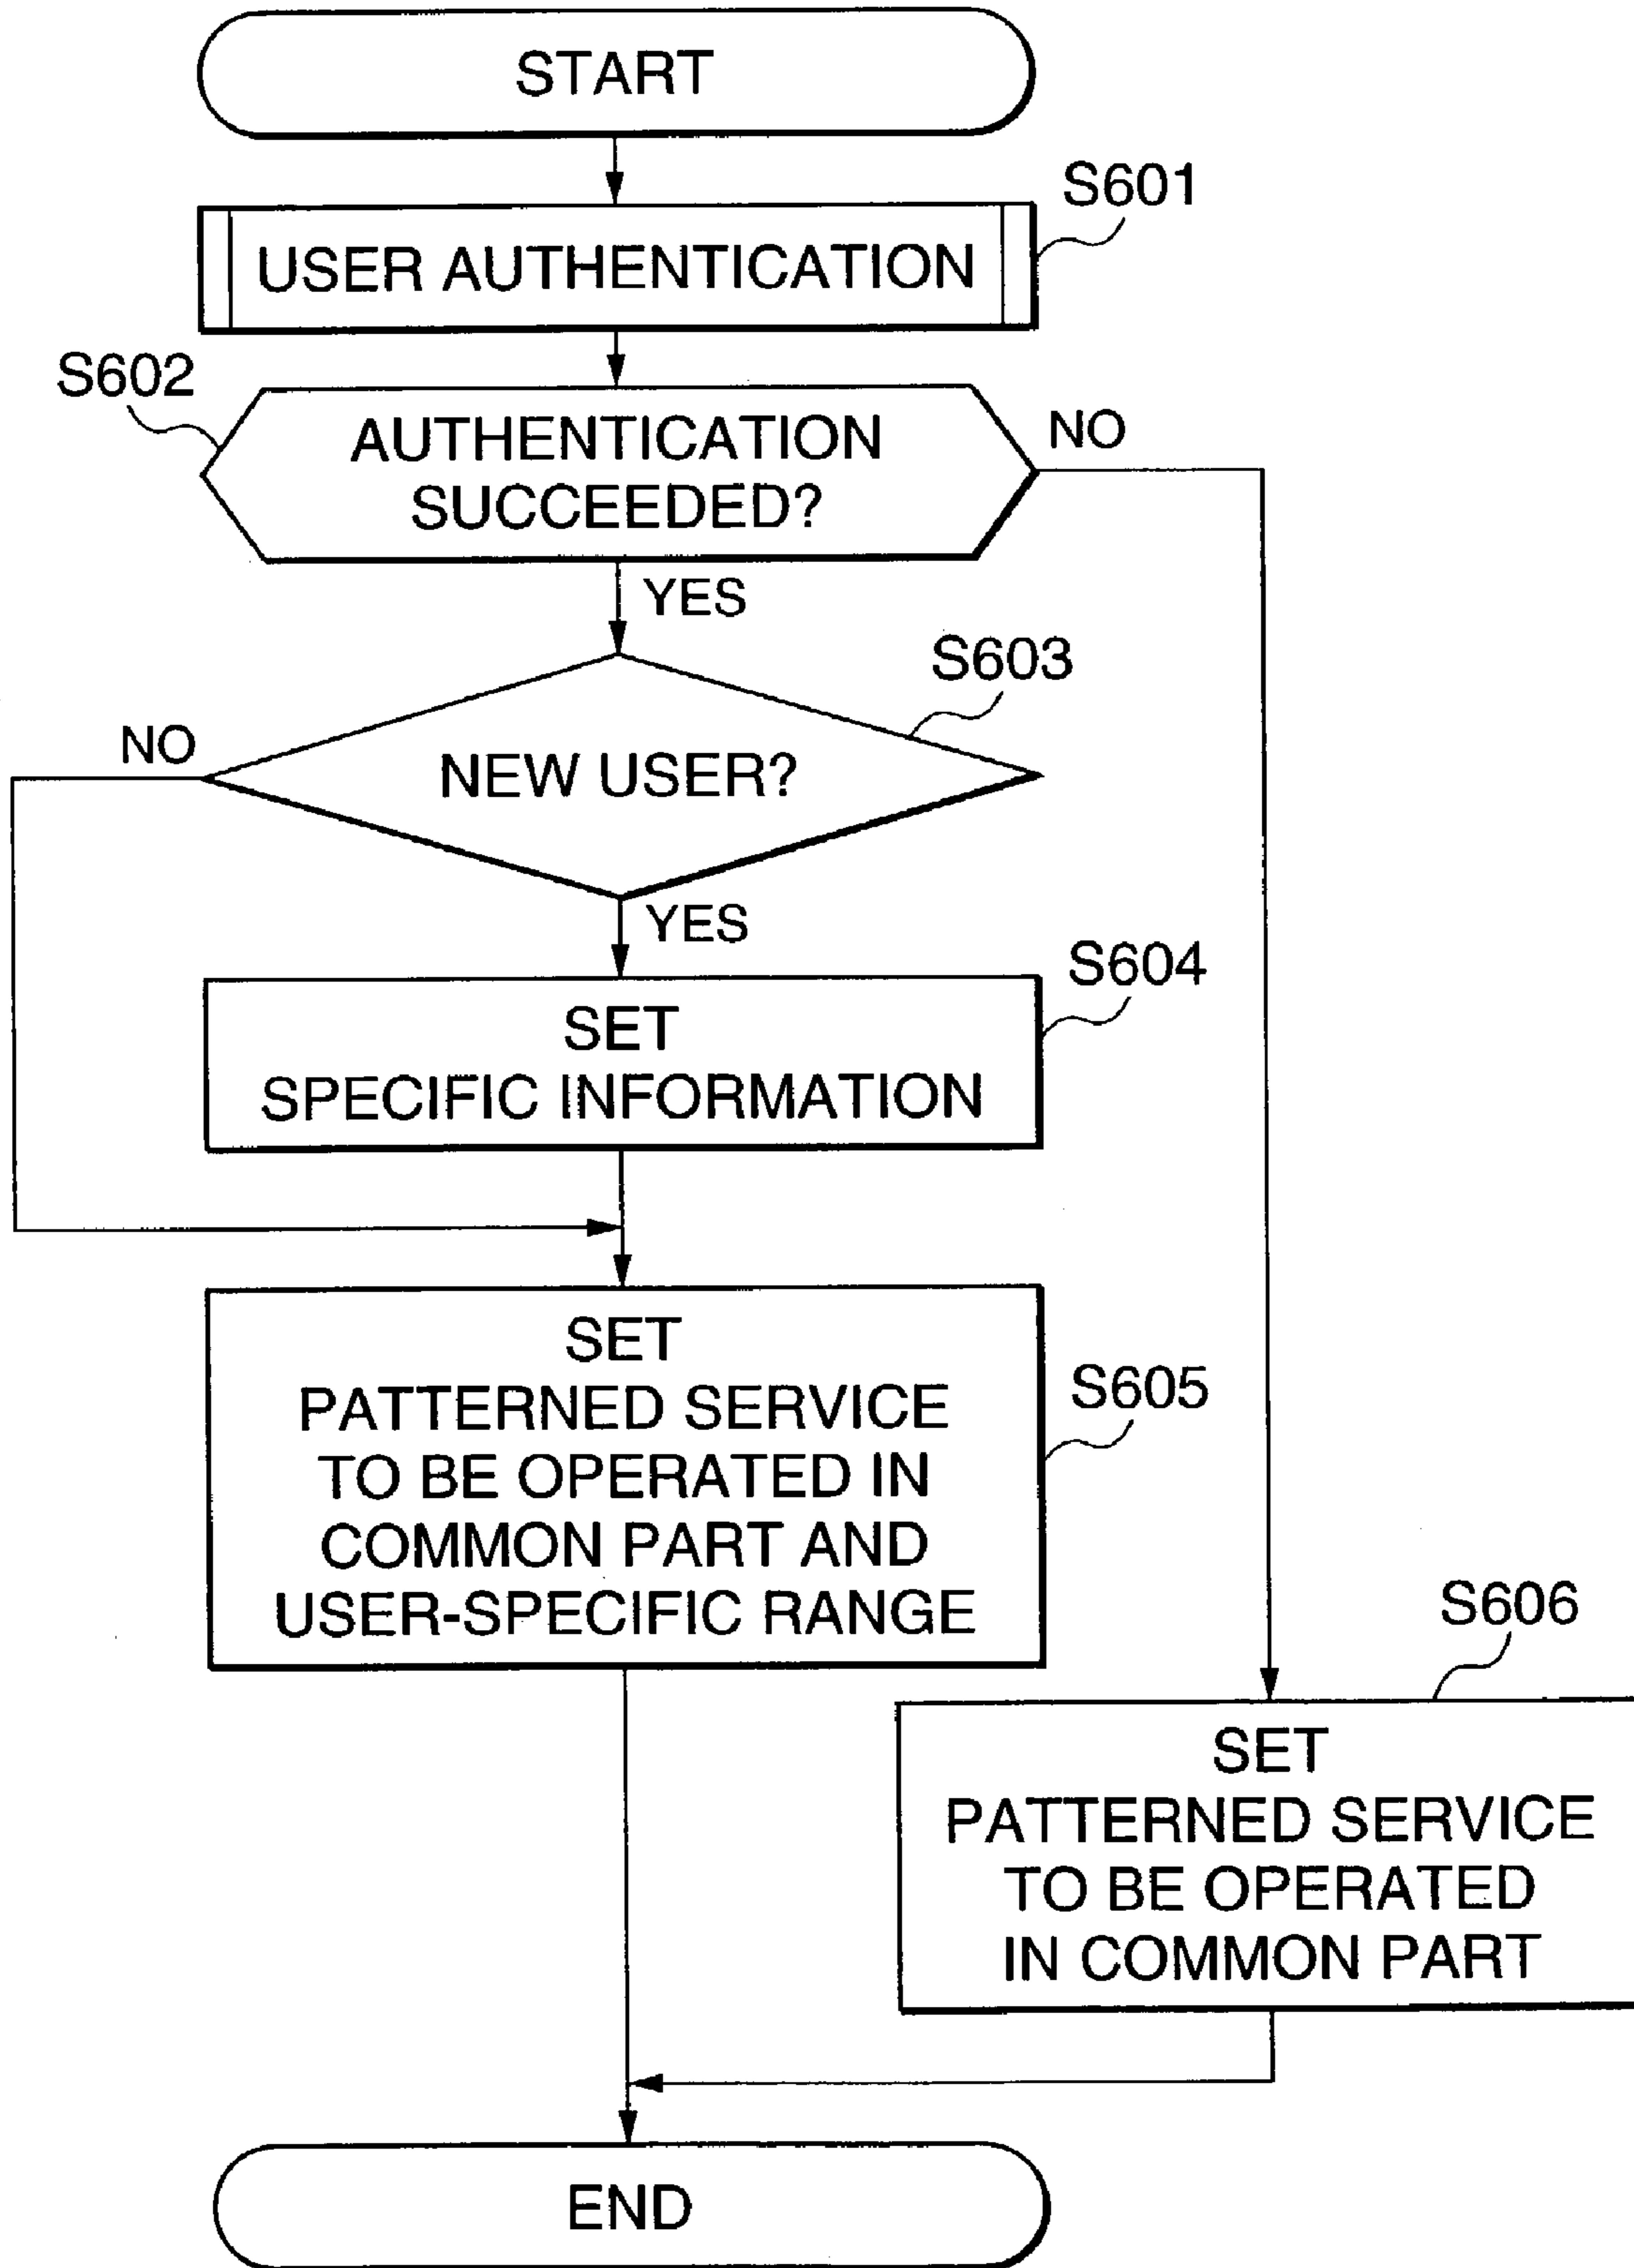 START
S601
USER AUTHENTICATION
S602
AUTHENTICATION
SUCCEEDED?
NO
YES
S603
NO
NEW USER?
YES
S604
SET
SPECIFIC INFORMATION
SET
PATTERNED SERVICE
TO BE OPERATED IN
COMMON PART AND
USER-SPECIFIC RANGE
S605
S606
SET
PATTERNED SERVICE
TO BE OPERATED
IN COMMON PART
END